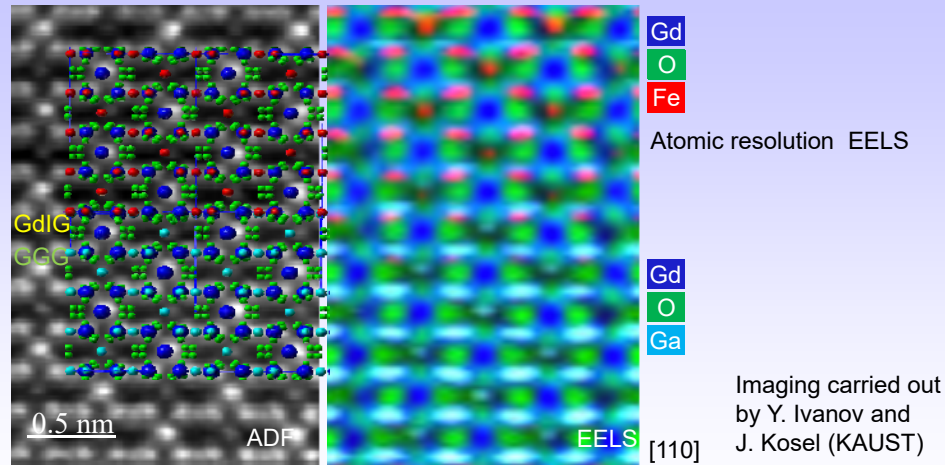 GdIG
GGG
0.5 nm
ADF
EELS
Gd
O
Fe
Atomic resolution EELS
Gd
O
Ga
[110]
Imaging carried out
by Y. Ivanov and
J. Kosel (KAUST)